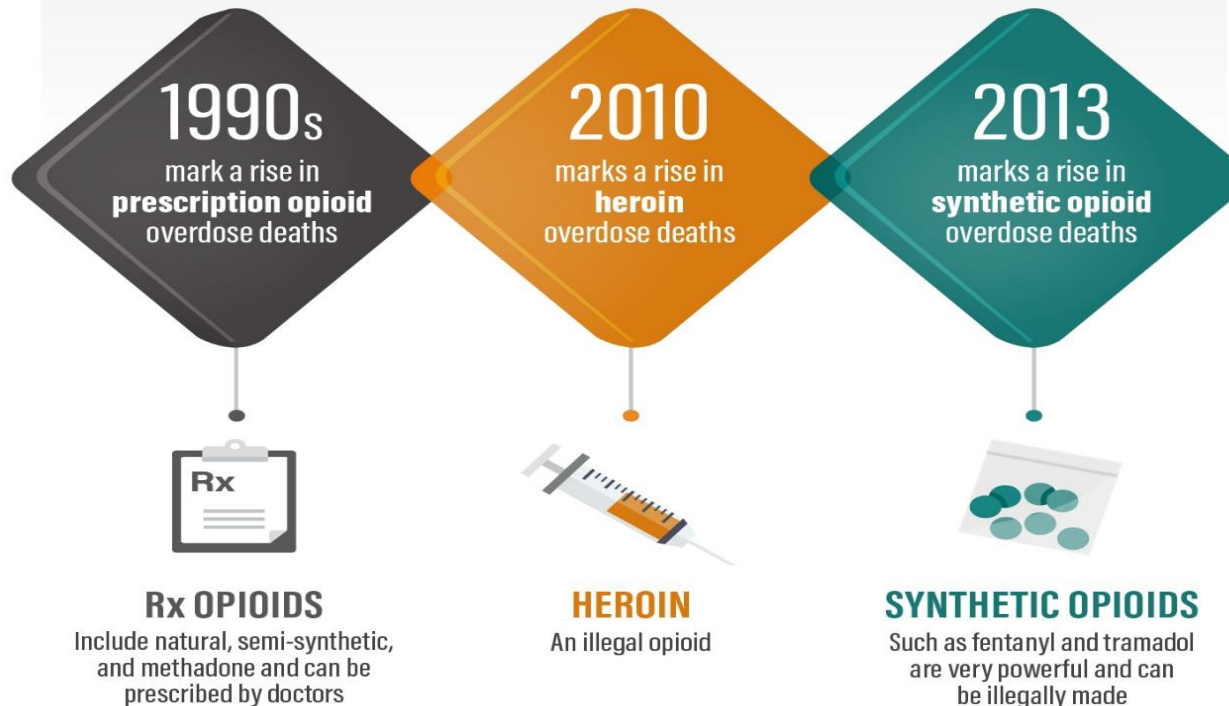 1990s
mark a rise in
prescription opioid
overdose deaths
2010
marks a rise in
heroin
overdose deaths
2013
marks a rise in
synthetic opioid
overdose deaths
Rx
Rx OPIOIDS
Include natural, semi-synthetic,
and methadone and can be
prescribed by doctors
HEROIN
An illegal opioid
SYNTHETIC OPIOIDS
Such as fentanyl and tramadol
are very powerful and can
be illegally made